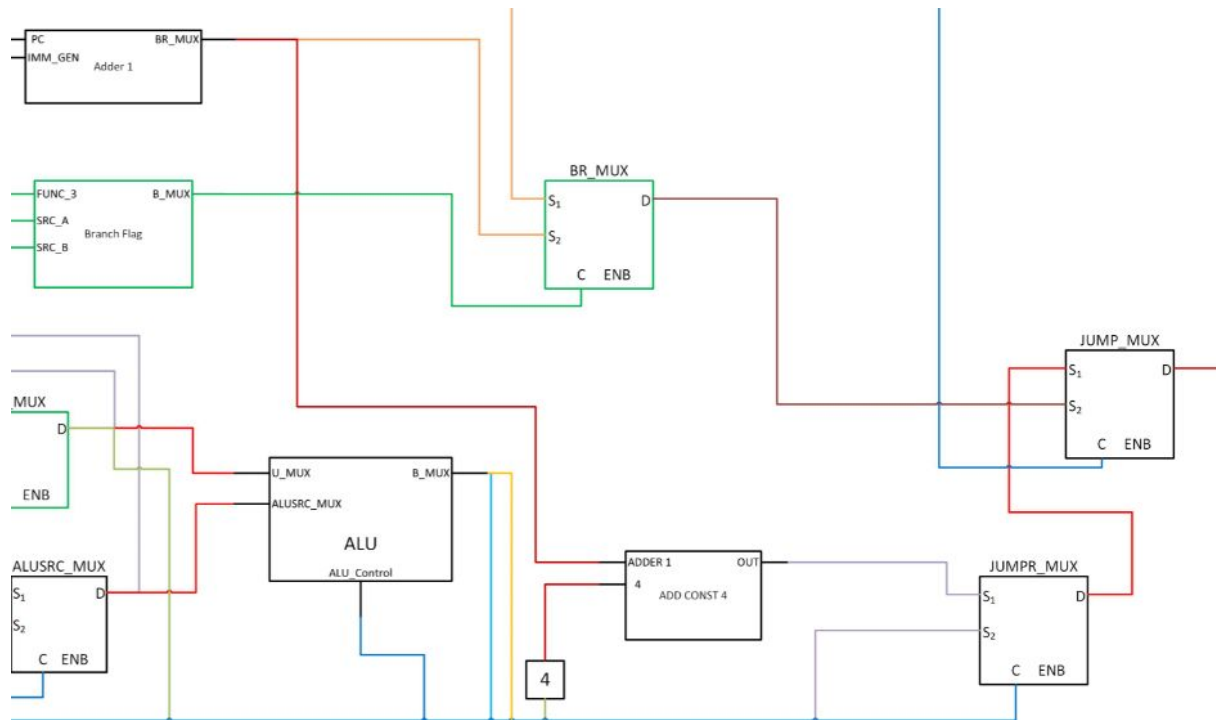 PC
BR_MUX
IMM_GEN
Adder 1
FUNC_3
B_MUX
SRC_A
Branch Flag
SRC_B
BR_MUX
S₁
D
S₂
C ENB
JUMP_MUX
S₁
D
S₂
C ENB
_MUX
D
ENB
U_MUX
B_MUX
ALUSRC_MUX
ALU
ALU_Control
ALUSRC_MUX
S₁
D
S₂
C ENB
ADDER 1
OUT
4
ADD CONST 4
4
JUMPR_MUX
S₁
D
S₂
C ENB